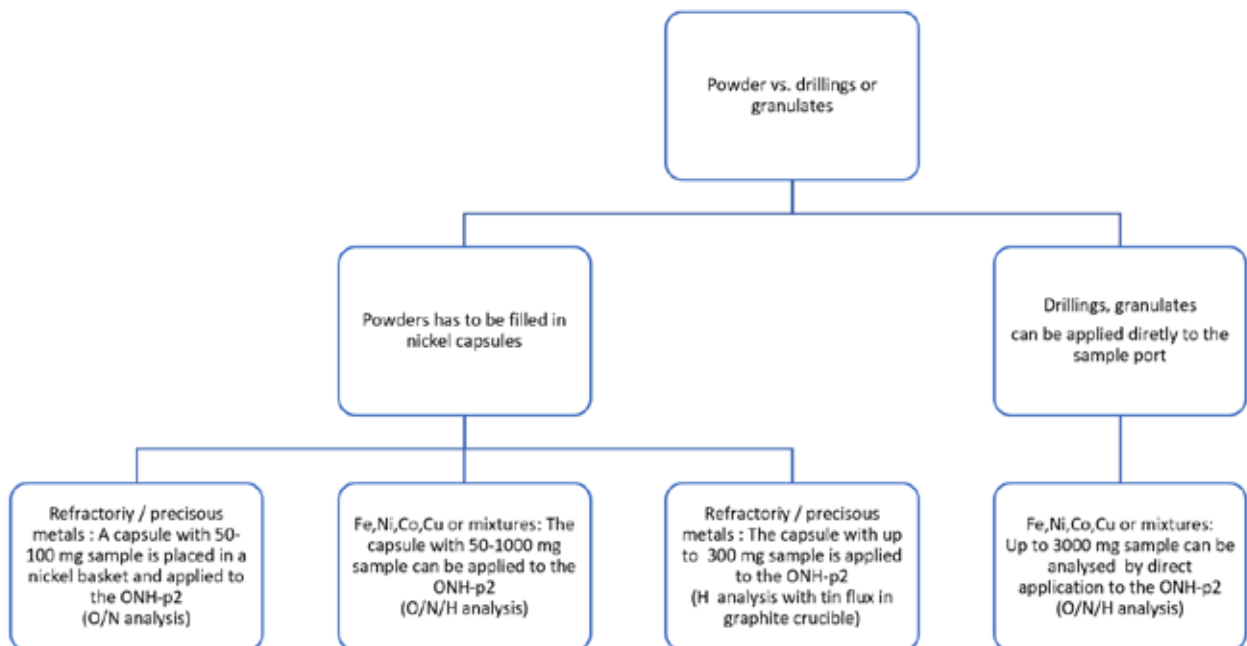 Powder vs. drillings or
granulates
Powders has to be filled in
nickel capsules
Drillings, granulates
can be applied diretly to the
sample port
Refractoriy / precisous
metals : A capsule with 50-
100 mg sample is placed in a
nickel basket and applied to
the ONH-p2
(O/N analysis)
Fe,Ni,Co,Cu or mixtures: The
capsule with 50-1000 mg
sample can be applied to the
ONH-p2
(O/N/H analysis)
Refractoriy / precisous
metals : The capsule with up
to 300 mg sample is applied
to the ONH-p2
(H analysis with tin flux in
graphite crucible)
Fe,Ni,Co,Cu or mixtures:
Up to 3000 mg sample can be
analysed by direct
application to the ONH-p2
(O/N/H analysis)